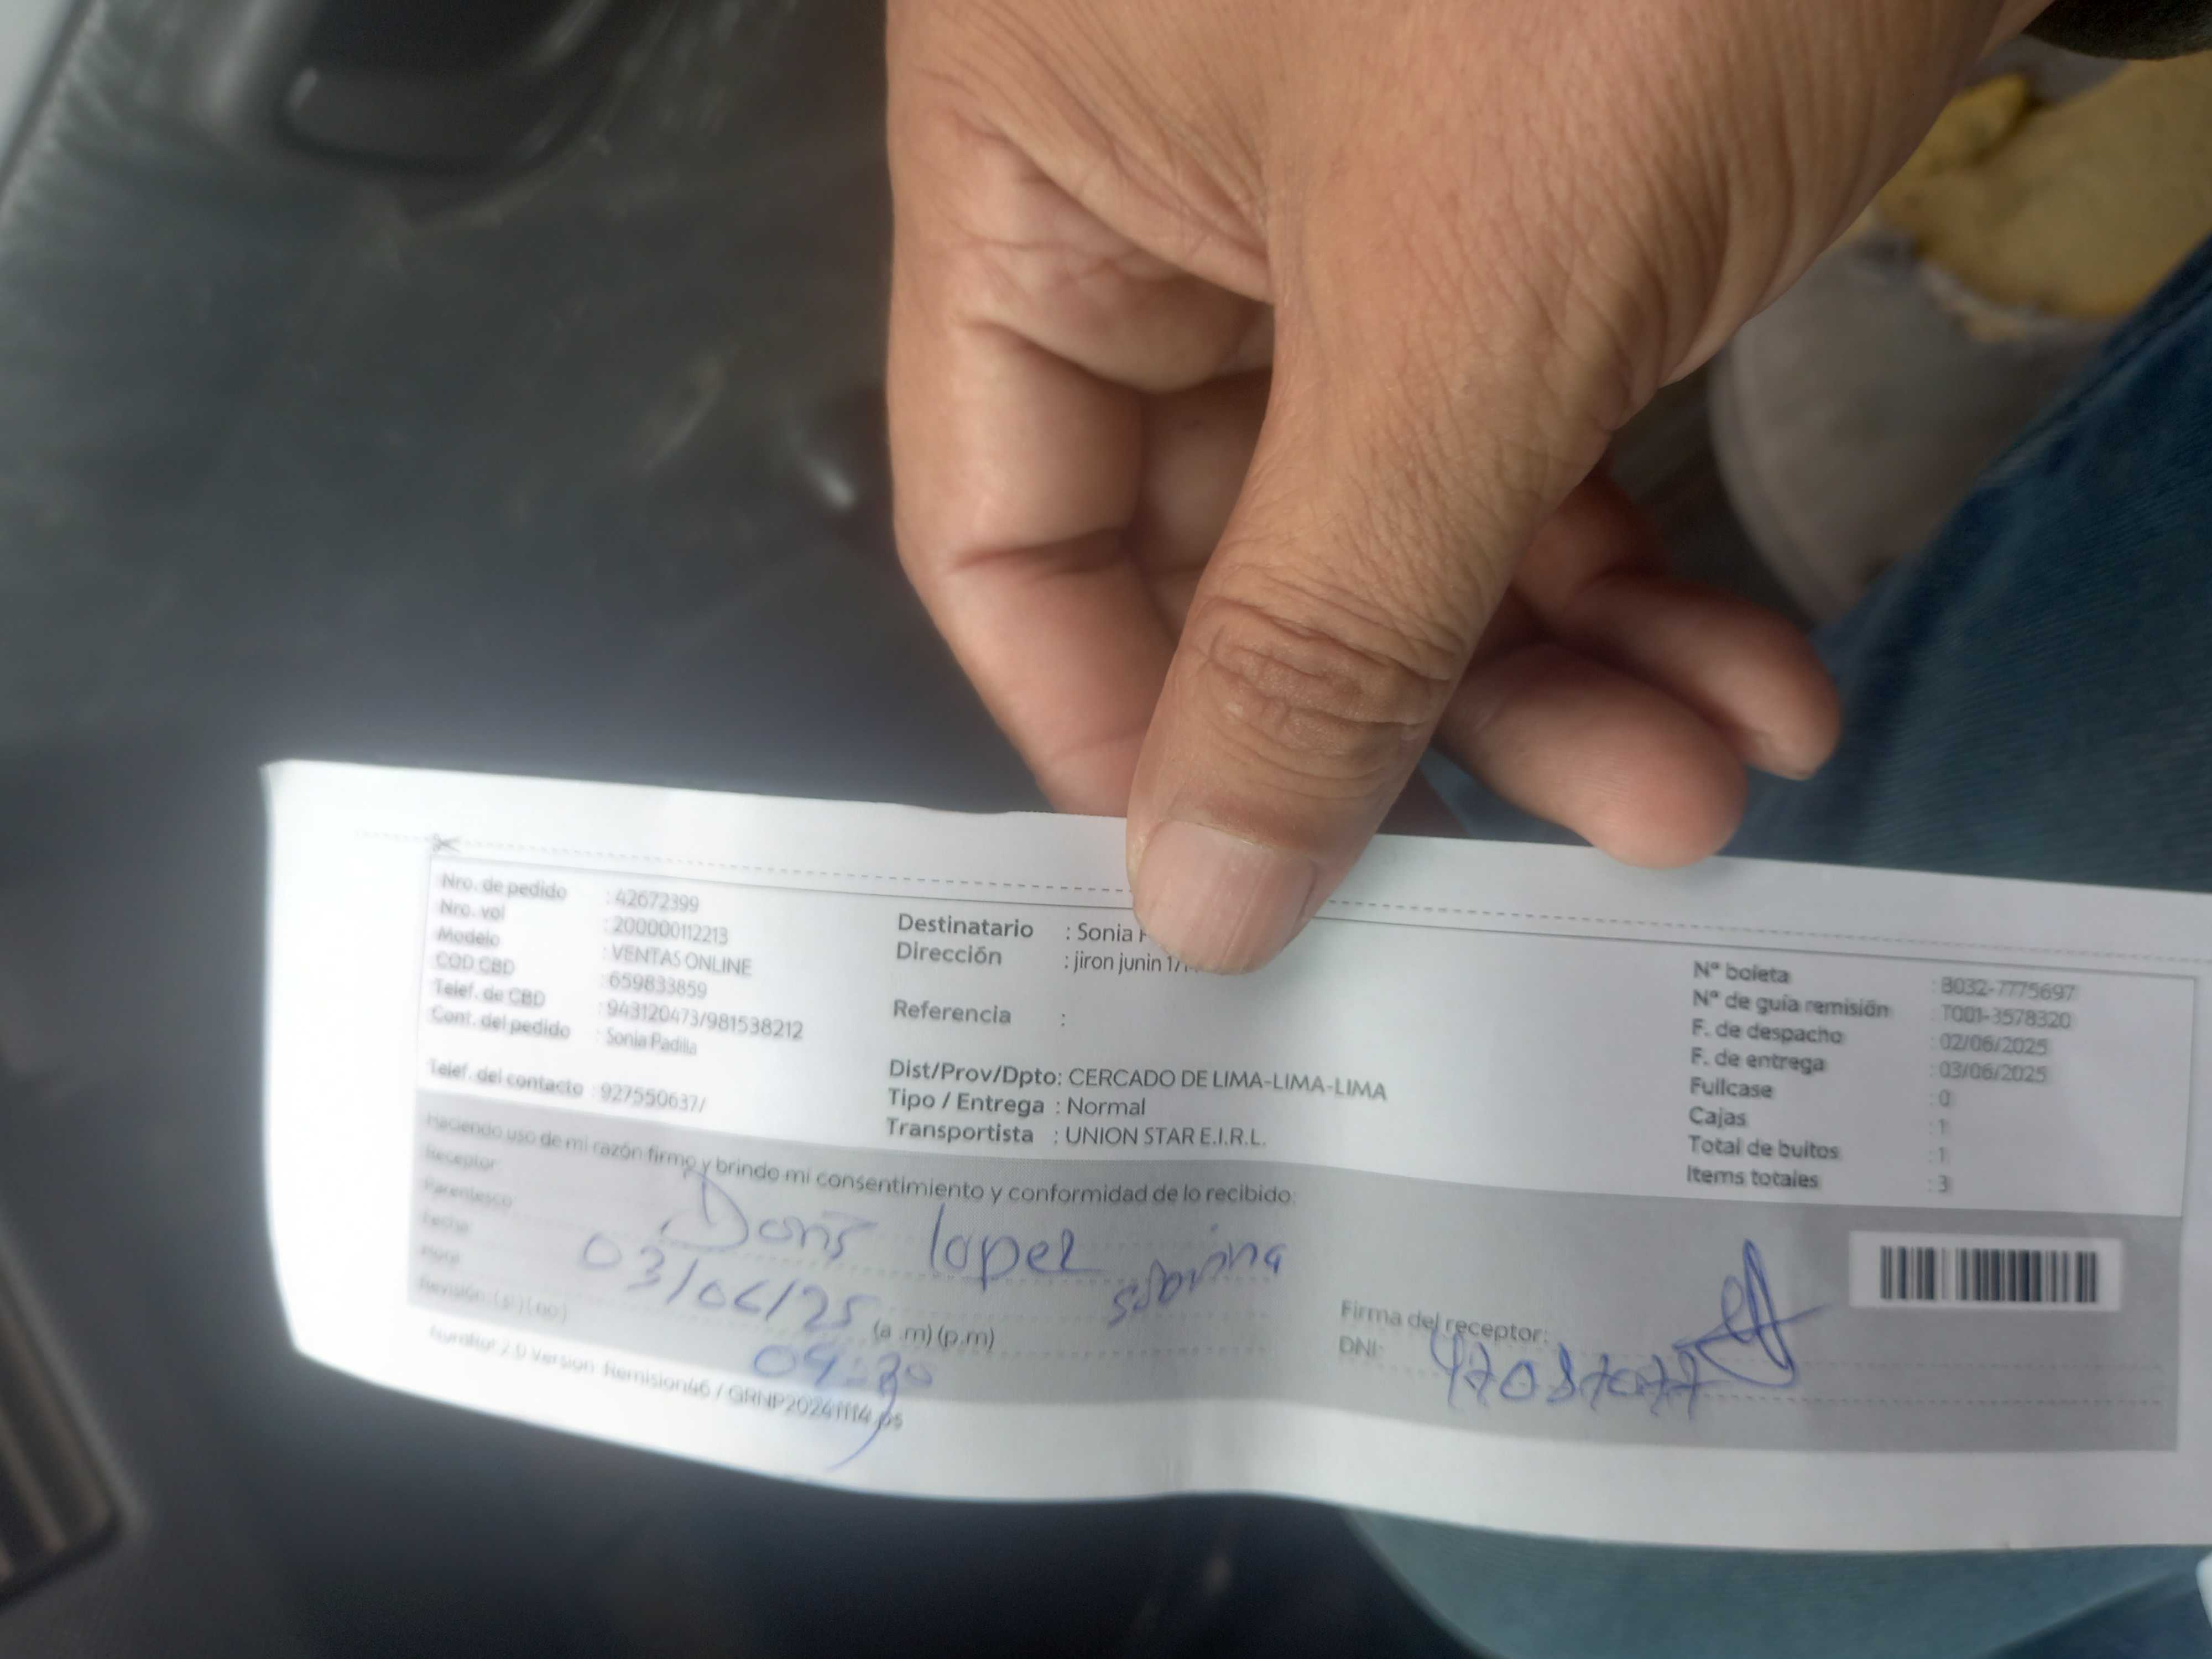 Nro. de pedido : 42672399
Nro. vol : 200000112213
Modelo : VENTAS ONLINE
COD CBD : 659833859
Telef. de CBD : 943120473/981538212
Cont. del pedido : Sonia Padilla
Telef. del contacto : 927550637/
Destinatario : Sonia
Dirección : jiron junin
Referencia :
Dist/Prov/Dpto: CERCADO DE LIMA-LIMA-LIMA
Tipo / Entrega : Normal
Transportista : UNION STAR E.I.R.L.
N° boleta : B032-7775697
N° de guía remisión : T001-3578320
F. de despacho : 02/06/2025
F. de entrega : 03/06/2025
Fullcase : 0
Cajas : 1
Total de bultos : 1
Items totales : 3
Haciendo uso de mi razón firmo y brindo mi consentimiento y conformidad de lo recibido:
Receptor: Doris lopez
Parentesco sobrina
Fecha 03/06/25
Hora (a .m) (p.m)
Firma del receptor:
DNI: